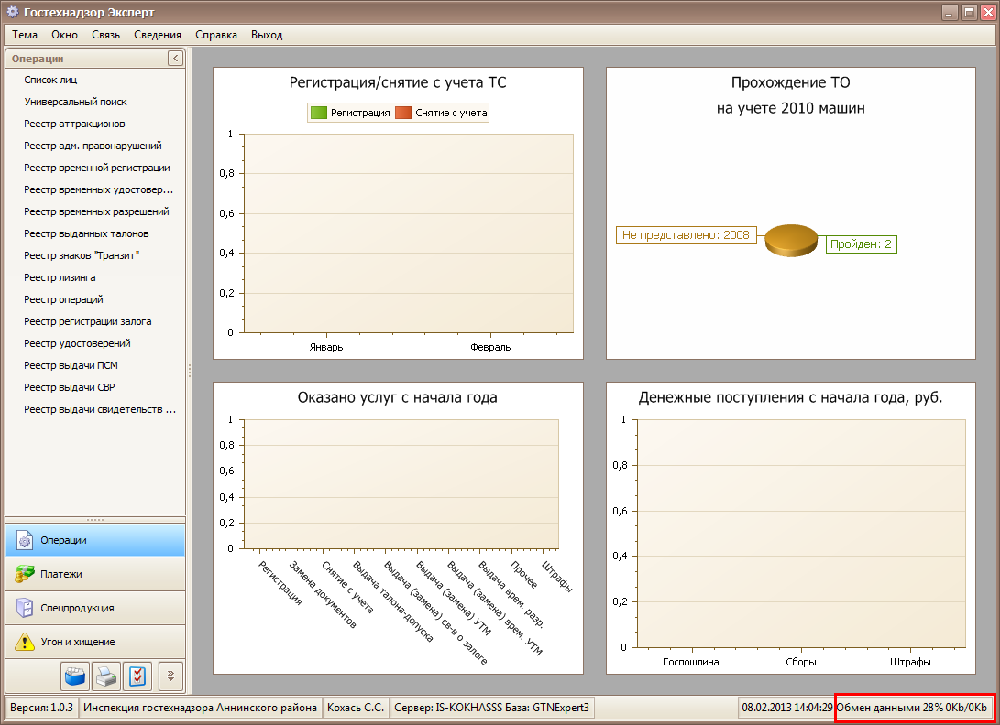 Гостехнадзор Эксперт
Тема Окно Связь Сведения Справка Выход
Операции
Список лиц
Универсальный поиск
Реестр аттракционов
Реестр адм. правонарушений
Реестр временной регистрации
Реестр временных удостовер...
Реестр временных разрешений
Реестр выданных талонов
Реестр знаков "Транзит"
Реестр лизинга
Реестр операций
Реестр регистрации залога
Реестр удостоверений
Реестр выдачи ПСМ
Реестр выдачи СВР
Реестр выдачи свидетельств ...
Операции
Платежи
Спецпродукция
Угон и хищение
Регистрация/снятие с учета ТС
Регистрация Снятие с учета
1
0,8
0,6
0,4
0,2
0
Январь Февраль
Прохождение ТО
на учете 2010 машин
Не представлено: 2008
Пройден: 2
Оказано услуг с начала года
1
0,8
0,6
0,4
0,2
0
Регистрация
Замена документов
Снятие с учета
Выдача талона-допуска
Выдача (замена) св-в о залоге
Выдача (замена) УТМ
Выдача (замена) врем. УТМ
Выдача врем. разр.
Прочее
Штрафы
Денежные поступления с начала года, руб.
1
0,8
0,6
0,4
0,2
0
Госпошлина Сборы Штрафы
Версия: 1.0.3 Инспекция гостехнадзора Аннинского района Кохась С.С. Сервер: IS-KOKHASSS База: GTNExpert3 08.02.2013 14:04:29 Обмен данными 28% 0Kb/0Kb